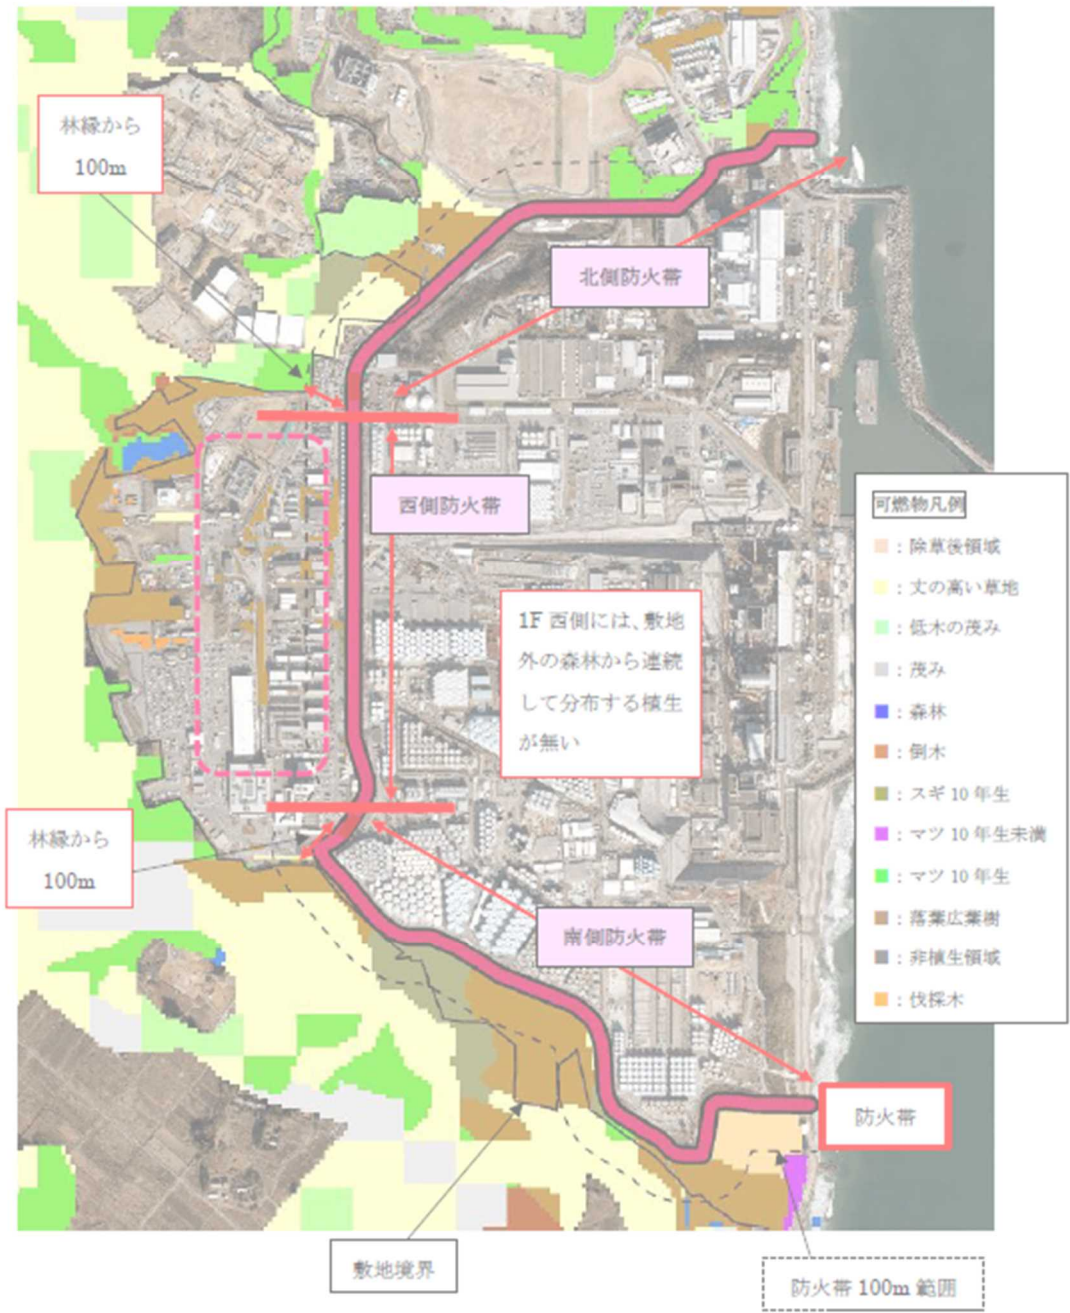 林縁から
100m
北側防火帯
西側防火帯
可燃物凡例
：除草後領域
：丈の高い草地
：低木の茂み
：茂み
：森林
：倒木
：スギ 10 年生
：マツ 10 年生未満
：マツ 10 年生
：落葉広葉樹
：非植生領域
：伐採木
1F 西側には、敷地
外の森林から連続
して分布する植生
が無い
林縁から
100m
南側防火帯
防火帯
敷地境界
防火帯 100m 範囲